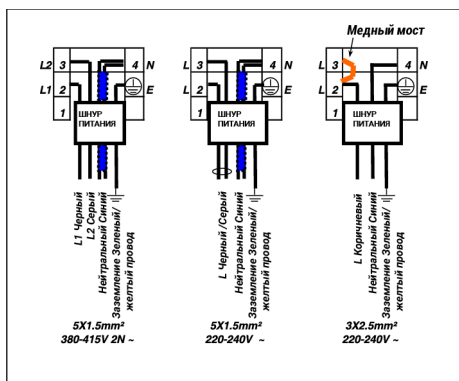 Медный мост
L2 3 4 N
L1 2 E
1
ШНУР
ПИТАНИЯ
L1 Черный
L2 Серый
Нейтральный Синий
Заземление Зеленый/
желтый провод
5X1.5mm²
380-415V 2N ~
L 3 4 N
L 2 E
1
ШНУР
ПИТАНИЯ
L Черный /Серый
Нейтральный Синий
Заземление Зеленый/
желтый провод
5X1.5mm²
220-240V ~
L 3 4 N
L 2 E
1
ШНУР
ПИТАНИЯ
L Коричневый
Нейтральный Синий
Заземление Зеленый/
желтый провод
3X2.5mm²
220-240V ~